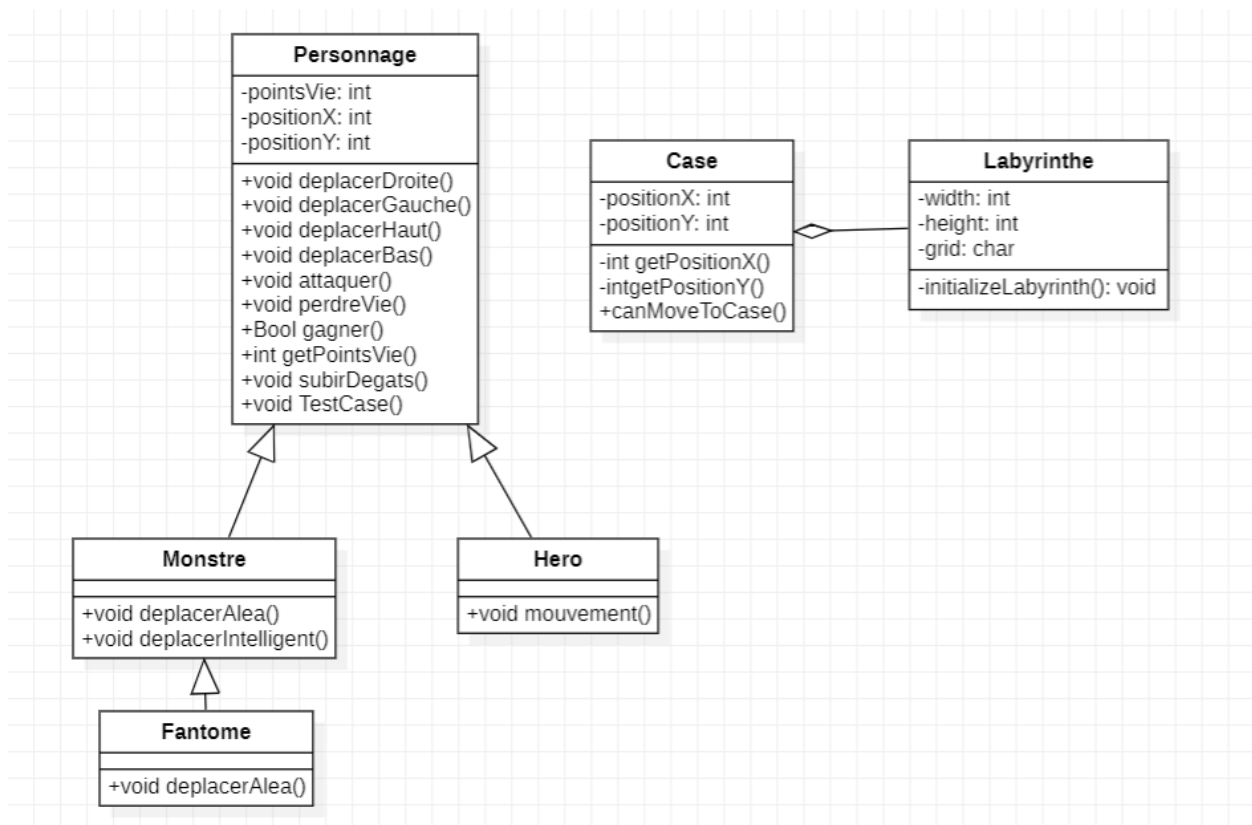 Personnage
-pointsVie: int
-positionX: int
-positionY: int
+void deplacerDroite()
+void deplacerGauche()
+void deplacerHaut()
+void deplacerBas()
+void attaquer()
+void perdreVie()
+Bool gagner()
+int getPointsVie()
+void subirDegats()
+void TestCase()
Case
-positionX: int
-positionY: int
-int getPositionX()
-intgetPositionY()
+canMoveToCase()
Labyrinthe
-width: int
-height: int
-grid: char
-initializeLabyrinth(): void
Monstre
+void deplacerAlea()
+void deplacerIntelligent()
Hero
+void mouvement()
Fantome
+void deplacerAlea()